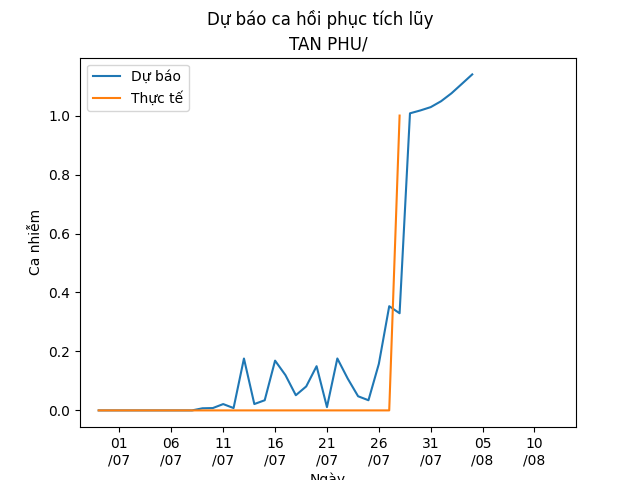 Dự báo ca hồi phục tích lũy
TAN PHU/
Dự báo
Thực tế
Ca nhiễm
1.0
0.8
0.6
0.4
0.2
0.0
01 06 11 16 21 26 31 05 10
/07 /07 /07 /07 /07 /07 /07 /08 /08
Ngày